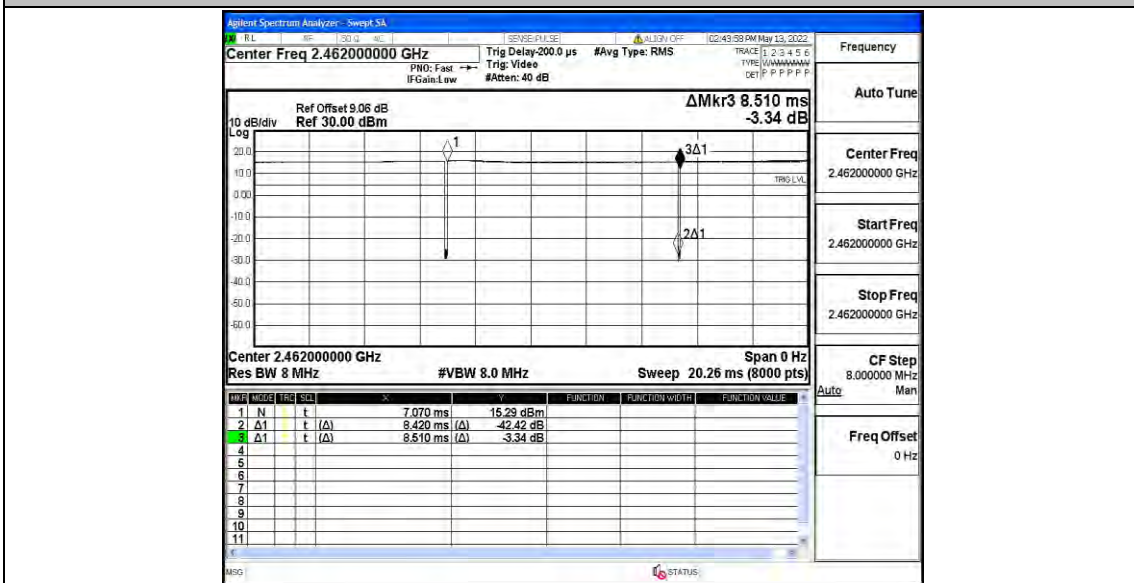 Agilent Spectrum Analyzer - Swept SA
RL RF 50 Ω AC SENSE:PULSE ALIGN OFF 02:43:58 PM May 13, 2022
Center Freq 2.462000000 GHz
PNO: Fast
IFGain:Low
Trig Delay-200.0 µs
Trig: Video
#Atten: 40 dB
#Avg Type: RMS
TRACE 1 2 3 4 5 6
TYPE
DET P P P P P P
ΔMkr3 8.510 ms
-3.34 dB
Ref Offset 9.06 dB
10 dB/div Ref 30.00 dBm
Log
1
3Δ1
20.0
10.0
TRIG LVL
0.00
-10.0
-20.0
2Δ1
-30.0
-40.0
-50.0
-60.0
Center 2.462000000 GHz Span 0 Hz
Res BW 8 MHz #VBW 8.0 MHz Sweep 20.26 ms (8000 pts)
MKR MODE TRC SCL X Y FUNCTION FUNCTION WIDTH FUNCTION VALUE
1 N t 7.070 ms 15.29 dBm
2 Δ1 t (Δ) 8.420 ms (Δ) -42.42 dB
3 Δ1 t (Δ) 8.510 ms (Δ) -3.34 dB
4
5
6
7
8
9
10
11
MSG STATUS
Frequency
Auto Tune
Center Freq
2.462000000 GHz
Start Freq
2.462000000 GHz
Stop Freq
2.462000000 GHz
CF Step
8.000000 MHz
Auto Man
Freq Offset
0 Hz